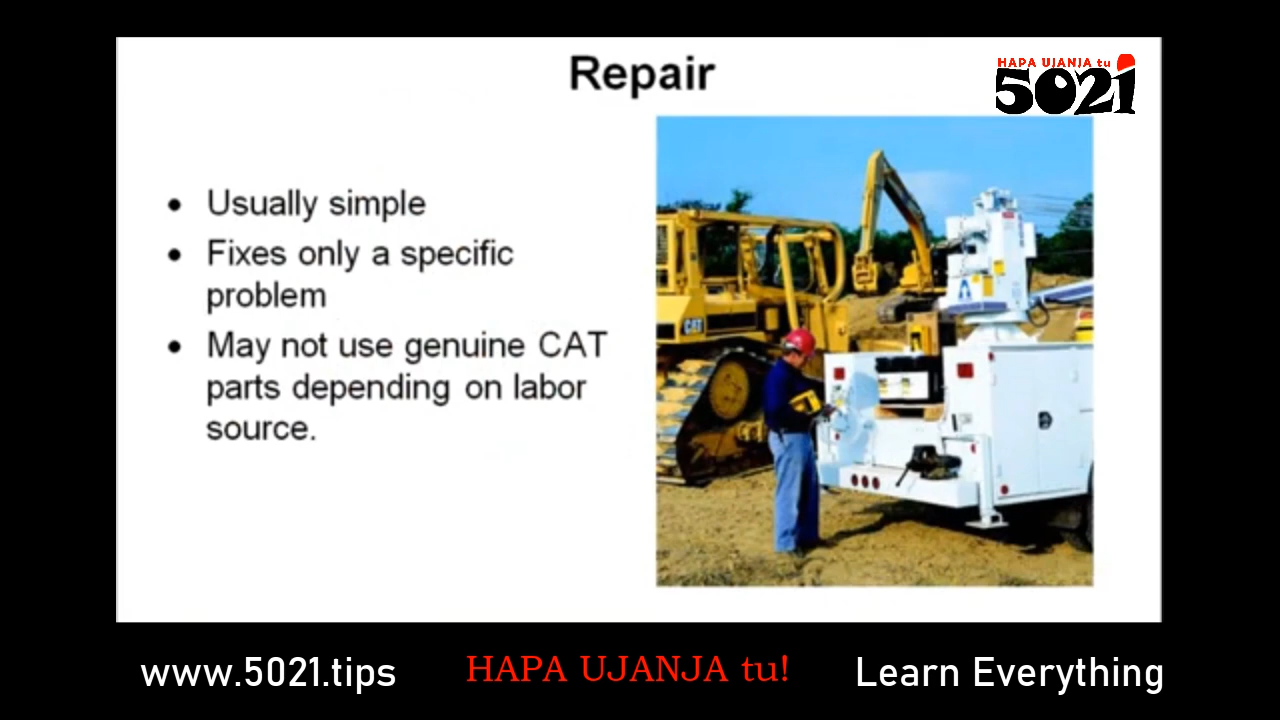 Repair
HAPA UJANJA tu
5021
• Usually simple
• Fixes only a specific
problem
• May not use genuine CAT
parts depending on labor
source.
CAT
www.5021.tips
HAPA UJANJA tu!
Learn Everything